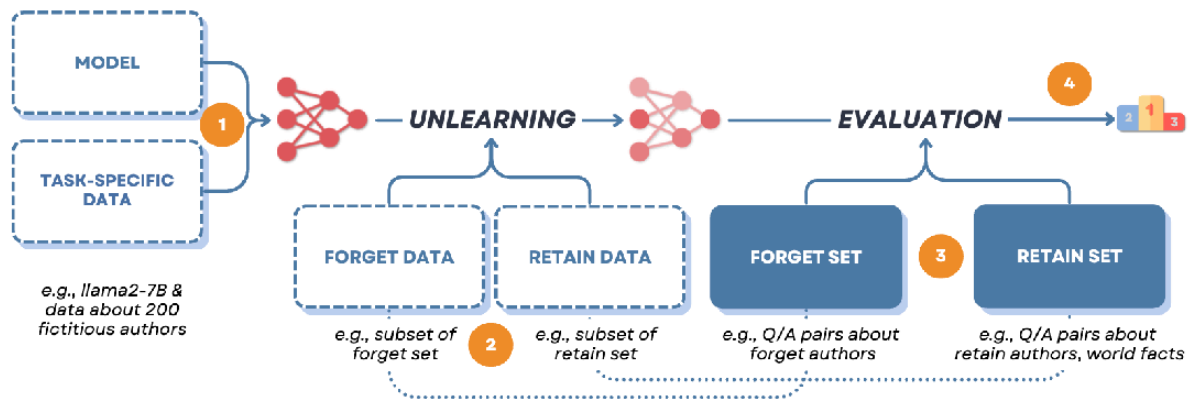 MODEL
1
TASK-SPECIFIC
DATA
e.g., llama2-7B &
data about 200
fictitious authors
UNLEARNING
EVALUATION
4
2
1
3
FORGET DATA
RETAIN DATA
FORGET SET
3
RETAIN SET
e.g., subset of
forget set
2
e.g., subset of
retain set
e.g., Q/A pairs about
forget authors
e.g., Q/A pairs about
retain authors, world facts